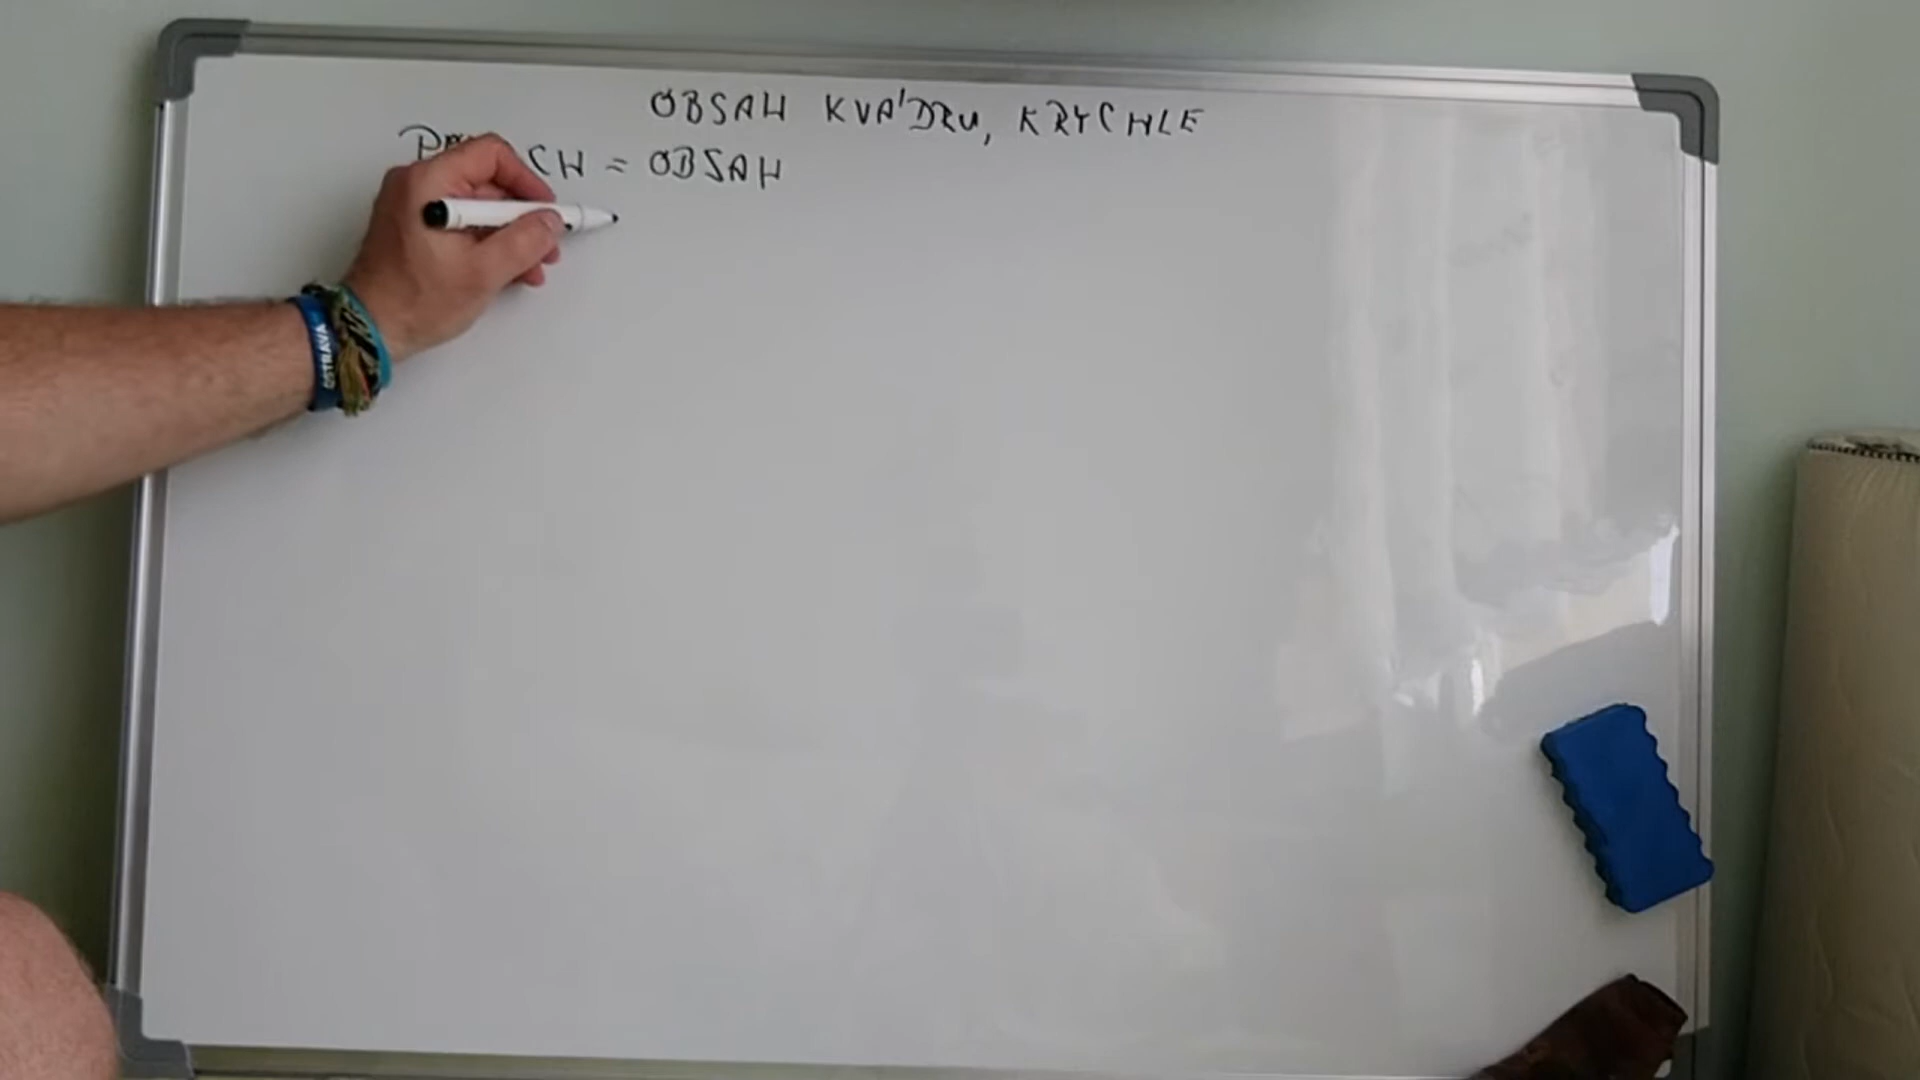 OBSAH KVÁDRU, KRYCHLE
= OBSAH
OSTRAVA